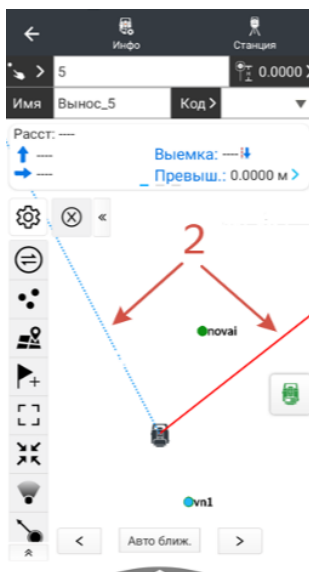 Инфо
Станция
5
0.0000
Имя
Вынос_5
Код
Расст: ----
----
Выемка: ----
----
Превыш.: 0.0000 м
2
novai
vn1
Авто ближ.